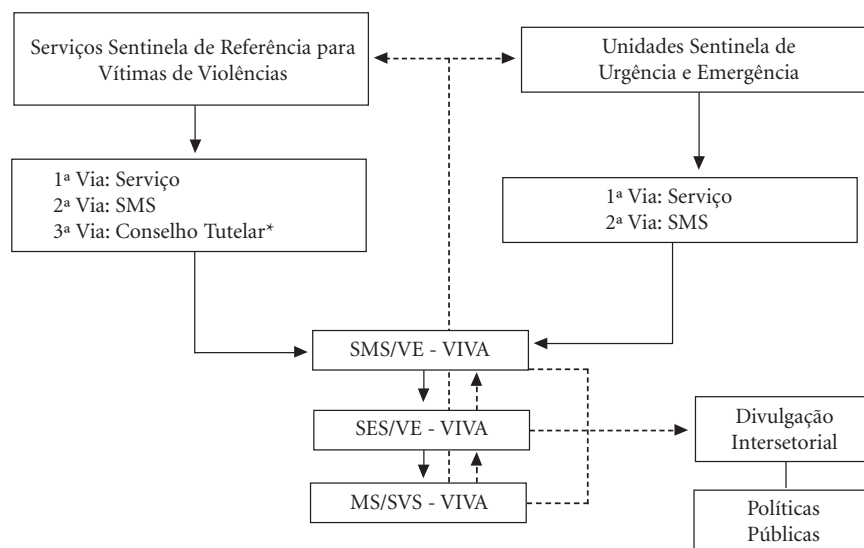 Serviços Sentinela de Referência para
Vítimas de Violências
Unidades Sentinela de
Urgência e Emergência
1ª Via: Serviço
2ª Via: SMS
3ª Via: Conselho Tutelar*
1ª Via: Serviço
2ª Via: SMS
SMS/VE - VIVA
SES/VE - VIVA
MS/SVS - VIVA
Divulgação
Intersetorial
Políticas
Públicas